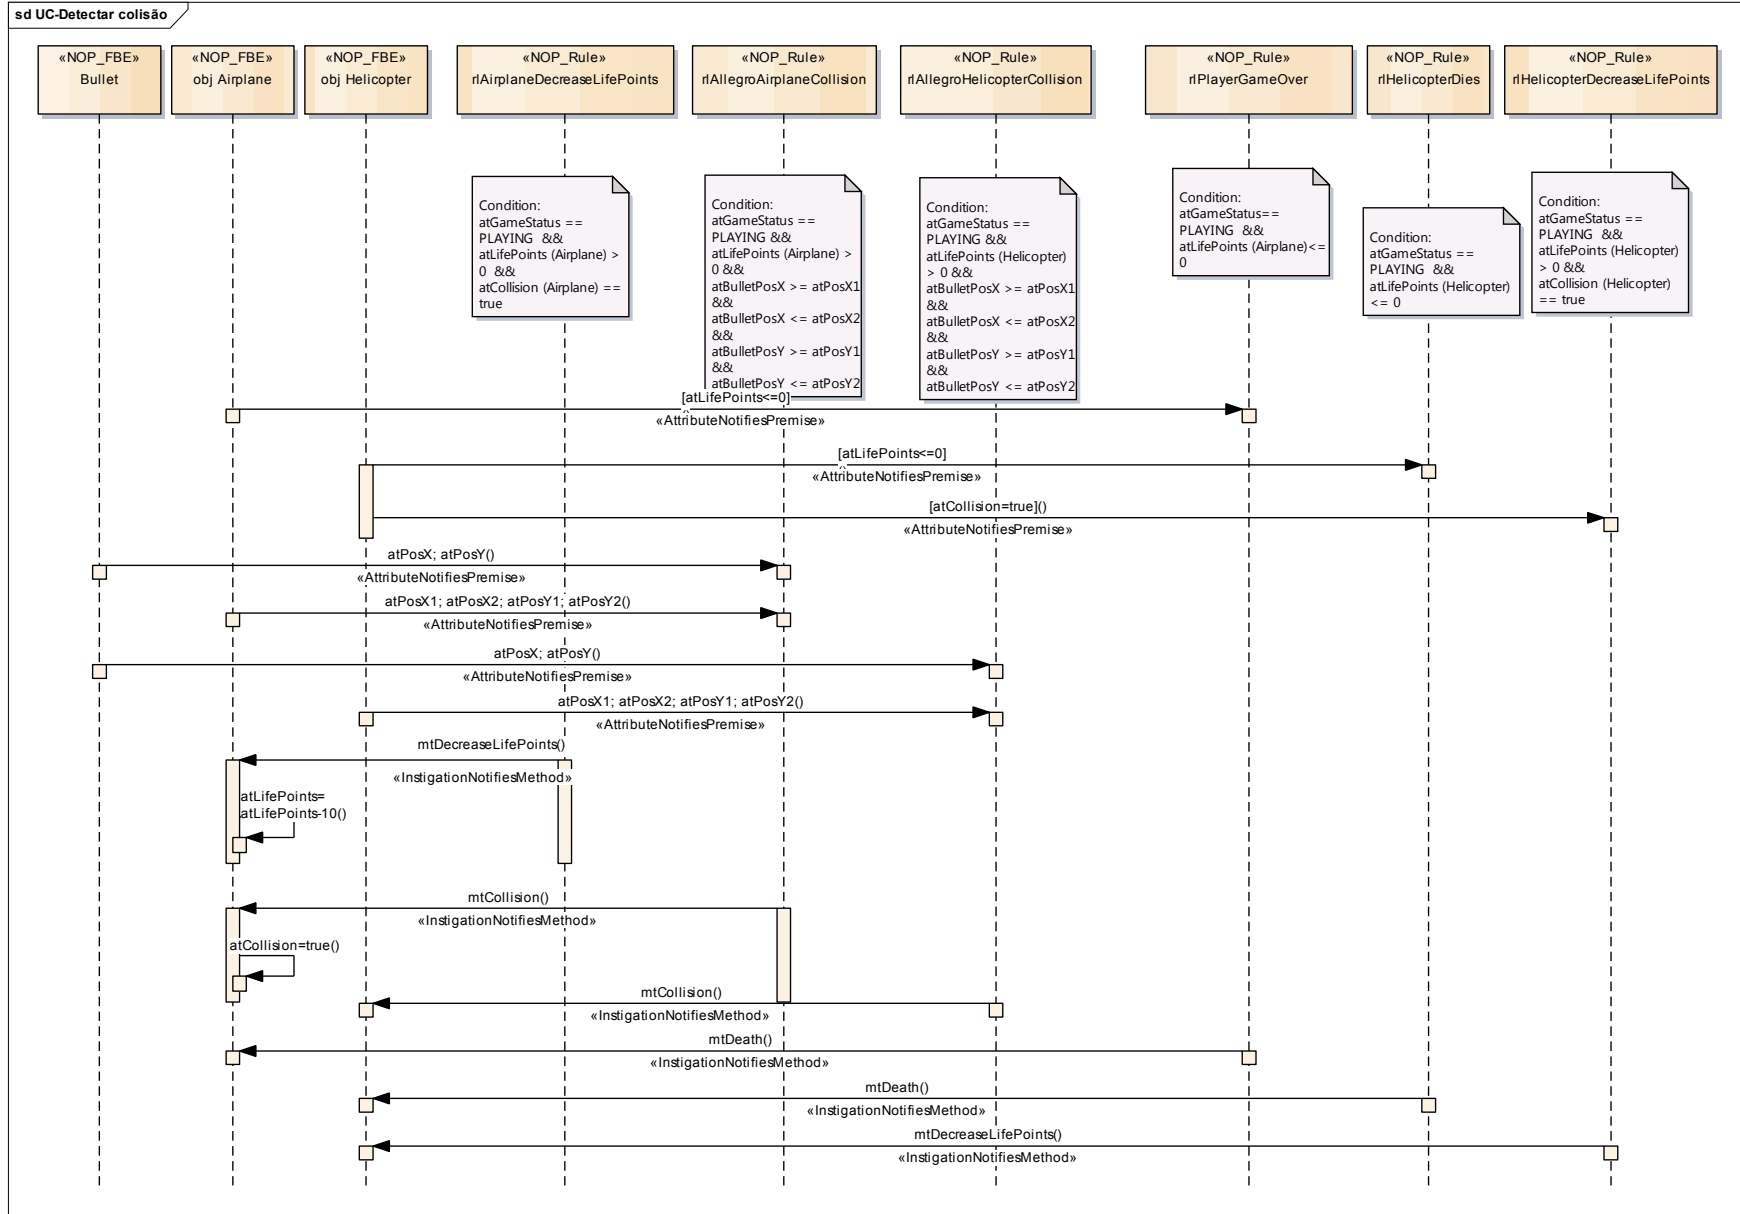 sd UC-Detectar colisão
«NOP_FBE»
Bullet
«NOP_FBE»
obj Airplane
«NOP_FBE»
obj Helicopter
«NOP_Rule»
rlAirplaneDecreaseLifePoints
«NOP_Rule»
rlAllegroAirplaneCollision
«NOP_Rule»
rlAllegroHelicopterCollision
«NOP_Rule»
rlPlayerGameOver
«NOP_Rule»
rlHelicopterDies
«NOP_Rule»
rlHelicopterDecreaseLifePoints
Condition:
atGameStatus ==
PLAYING &&
atLifePoints (Airplane) >
0 &&
atCollision (Airplane) ==
true
Condition:
atGameStatus ==
PLAYING &&
atLifePoints (Airplane) >
0 &&
atBulletPosX >= atPosX1
&&
atBulletPosX <= atPosX2
&&
atBulletPosY >= atPosY1
&&
atBulletPosY <= atPosY2
Condition:
atGameStatus ==
PLAYING &&
atLifePoints (Helicopter)
> 0 &&
atBulletPosX >= atPosX1
&&
atBulletPosX <= atPosX2
&&
atBulletPosY >= atPosY1
&&
atBulletPosY <= atPosY2
Condition:
atGameStatus==
PLAYING &&
atLifePoints (Airplane)<=
0
Condition:
atGameStatus ==
PLAYING &&
atLifePoints (Helicopter)
<= 0
Condition:
atGameStatus ==
PLAYING &&
atLifePoints (Helicopter)
> 0 &&
atCollision (Helicopter)
== true
[atLifePoints<=0]
«AttributeNotifiesPremise»
[atLifePoints<=0]
«AttributeNotifiesPremise»
[atCollision=true]()
«AttributeNotifiesPremise»
atPosX; atPosY()
«AttributeNotifiesPremise»
atPosX1; atPosX2; atPosY1; atPosY2()
«AttributeNotifiesPremise»
atPosX; atPosY()
«AttributeNotifiesPremise»
atPosX1; atPosX2; atPosY1; atPosY2()
«AttributeNotifiesPremise»
mtDecreaseLifePoints()
«InstigationNotifiesMethod»
atLifePoints=
atLifePoints-10()
mtCollision()
«InstigationNotifiesMethod»
atCollision=true()
mtCollision()
«InstigationNotifiesMethod»
mtDeath()
«InstigationNotifiesMethod»
mtDeath()
«InstigationNotifiesMethod»
mtDecreaseLifePoints()
«InstigationNotifiesMethod»